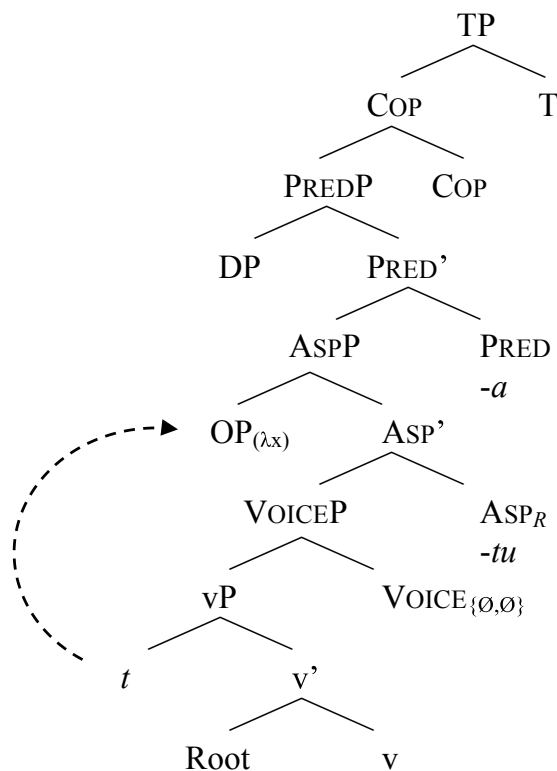 TP
COP T
PREDP COP
DP PRED’
ASPP PRED
-a
OP(λx) ASP’
VOICEP ASPR
-tu
vP VOICE{Ø,Ø}
t v’
Root v